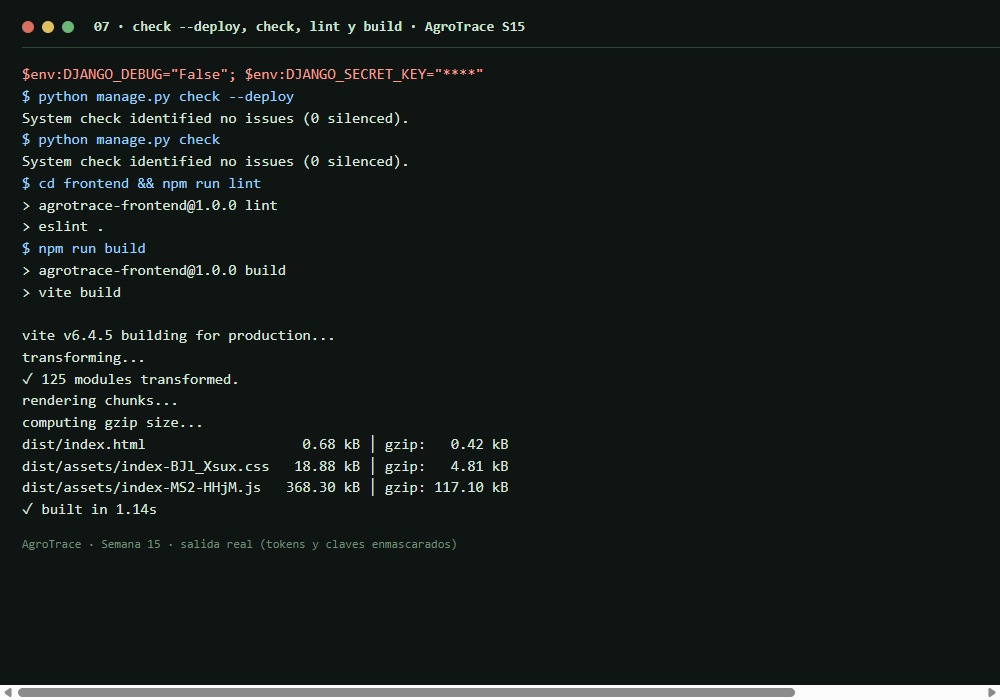 07 · check --deploy, check, lint y build · AgroTrace S15
$env:DJANGO_DEBUG="False"; $env:DJANGO_SECRET_KEY="****"
$ python manage.py check --deploy
System check identified no issues (0 silenced).
$ python manage.py check
System check identified no issues (0 silenced).
$ cd frontend && npm run lint
> agrotrace-frontend@1.0.0 lint
> eslint .
$ npm run build
> agrotrace-frontend@1.0.0 build
> vite build
vite v6.4.5 building for production...
transforming...
✓ 125 modules transformed.
rendering chunks...
computing gzip size...
dist/index.html                   0.68 kB │ gzip:   0.42 kB
dist/assets/index-BJl_Xsux.css   18.88 kB │ gzip:   4.81 kB
dist/assets/index-MS2-HHjM.js   368.30 kB │ gzip: 117.10 kB
✓ built in 1.14s
AgroTrace · Semana 15 · salida real (tokens y claves enmascarados)